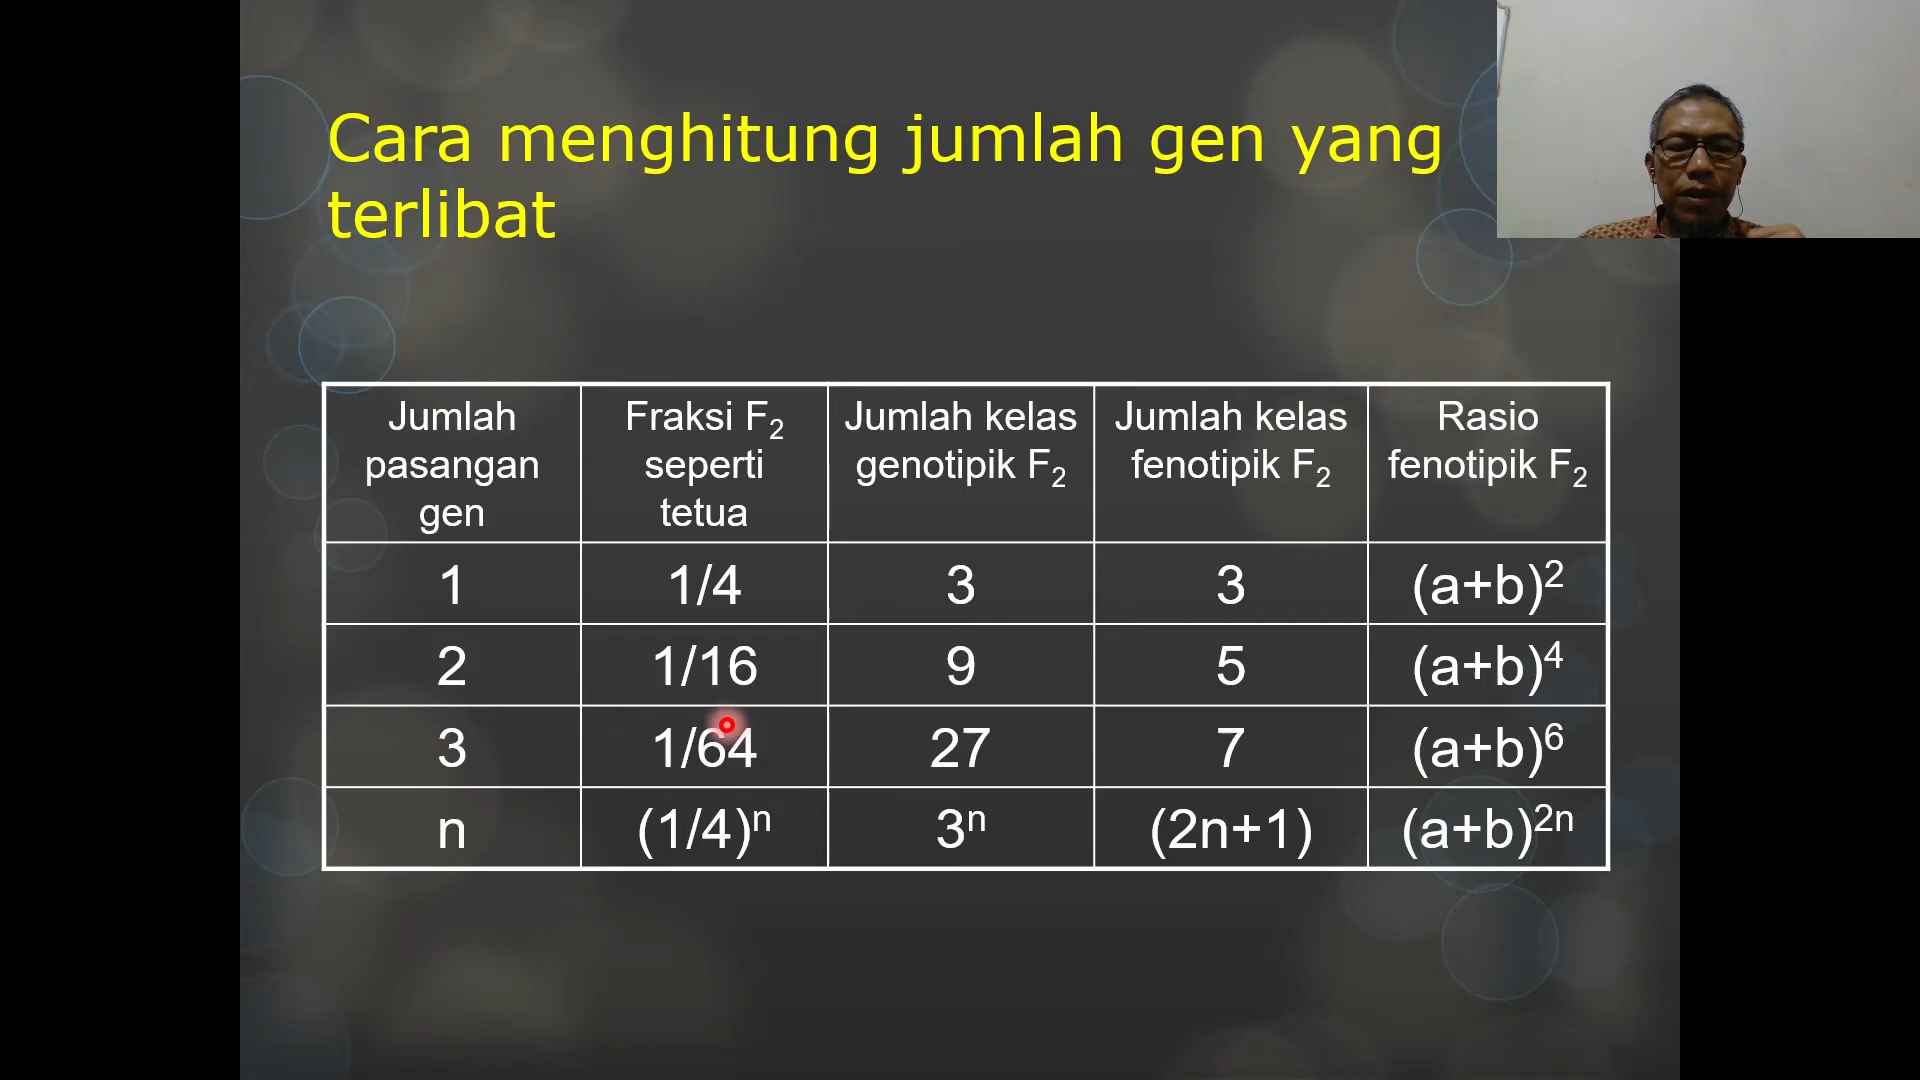 Cara menghitung jumlah gen yang
terlibat
Jumlah pasangan gen | Fraksi F₂ seperti tetua | Jumlah kelas genotipik F₂ | Jumlah kelas fenotipik F₂ | Rasio fenotipik F₂
1 | 1/4 | 3 | 3 | (a+b)²
2 | 1/16 | 9 | 5 | (a+b)⁴
3 | 1/64 | 27 | 7 | (a+b)⁶
n | (1/4)ⁿ | 3ⁿ | (2n+1) | (a+b)²ⁿ